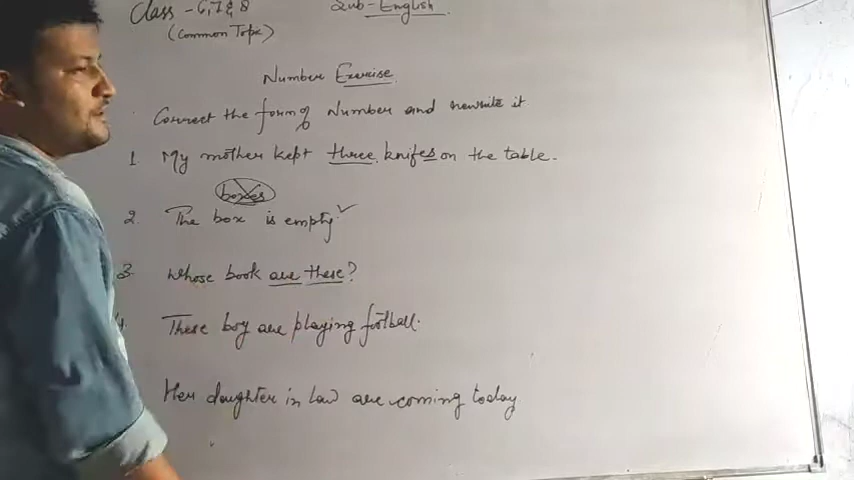 Class - 6, 7 & 8
Sub - English
(Common Topic)
Number Exercise
Correct the form of Number and rewrite it
1. My mother kept three knifes on the table.
boxes
2. The box is empty ✓
3. Whose book are these?
4. These boy are playing football.
Her daughter in law are coming today